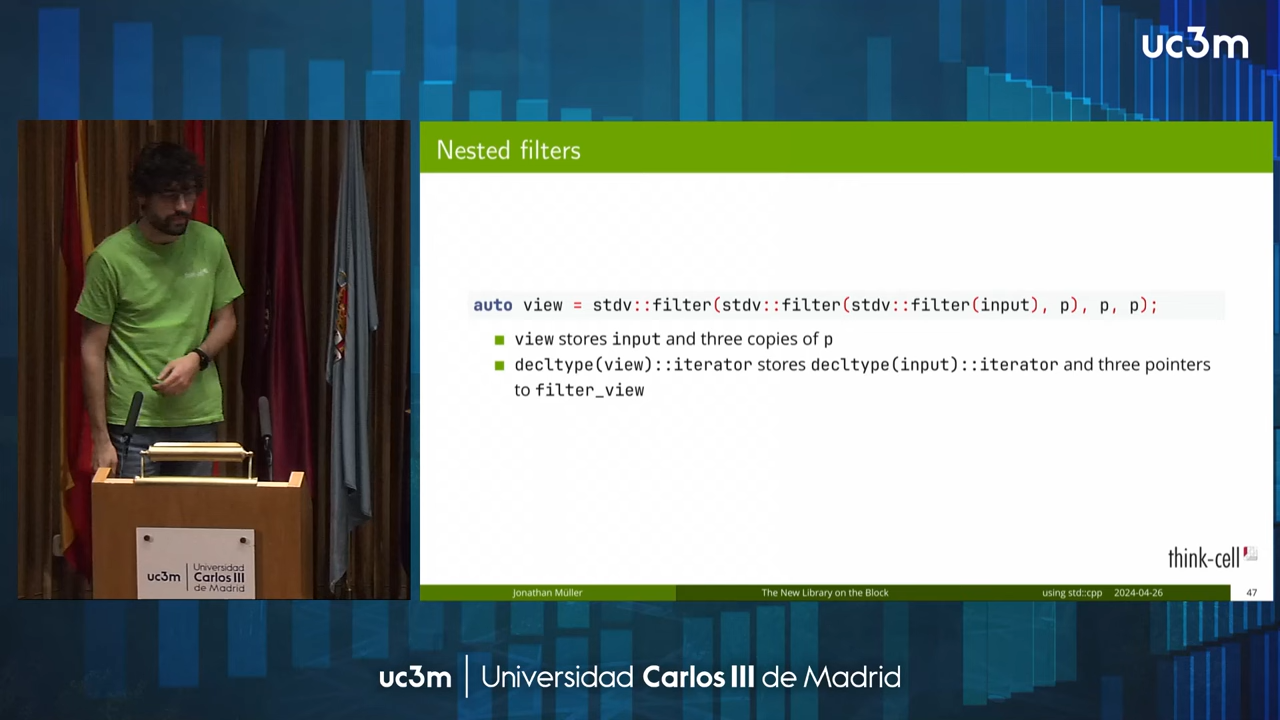 uc3m
Nested filters
auto view = stdv::filter(stdv::filter(stdv::filter(input), p), p, p);
view stores input and three copies of p
decltype(view)::iterator stores decltype(input)::iterator and three pointers
to filter_view
think-cell
Jonathan Müller The New Library on the Block using std::cpp 2024-04-26 47
uc3m Universidad
Carlos III
de Madrid
uc3m Universidad Carlos III de Madrid